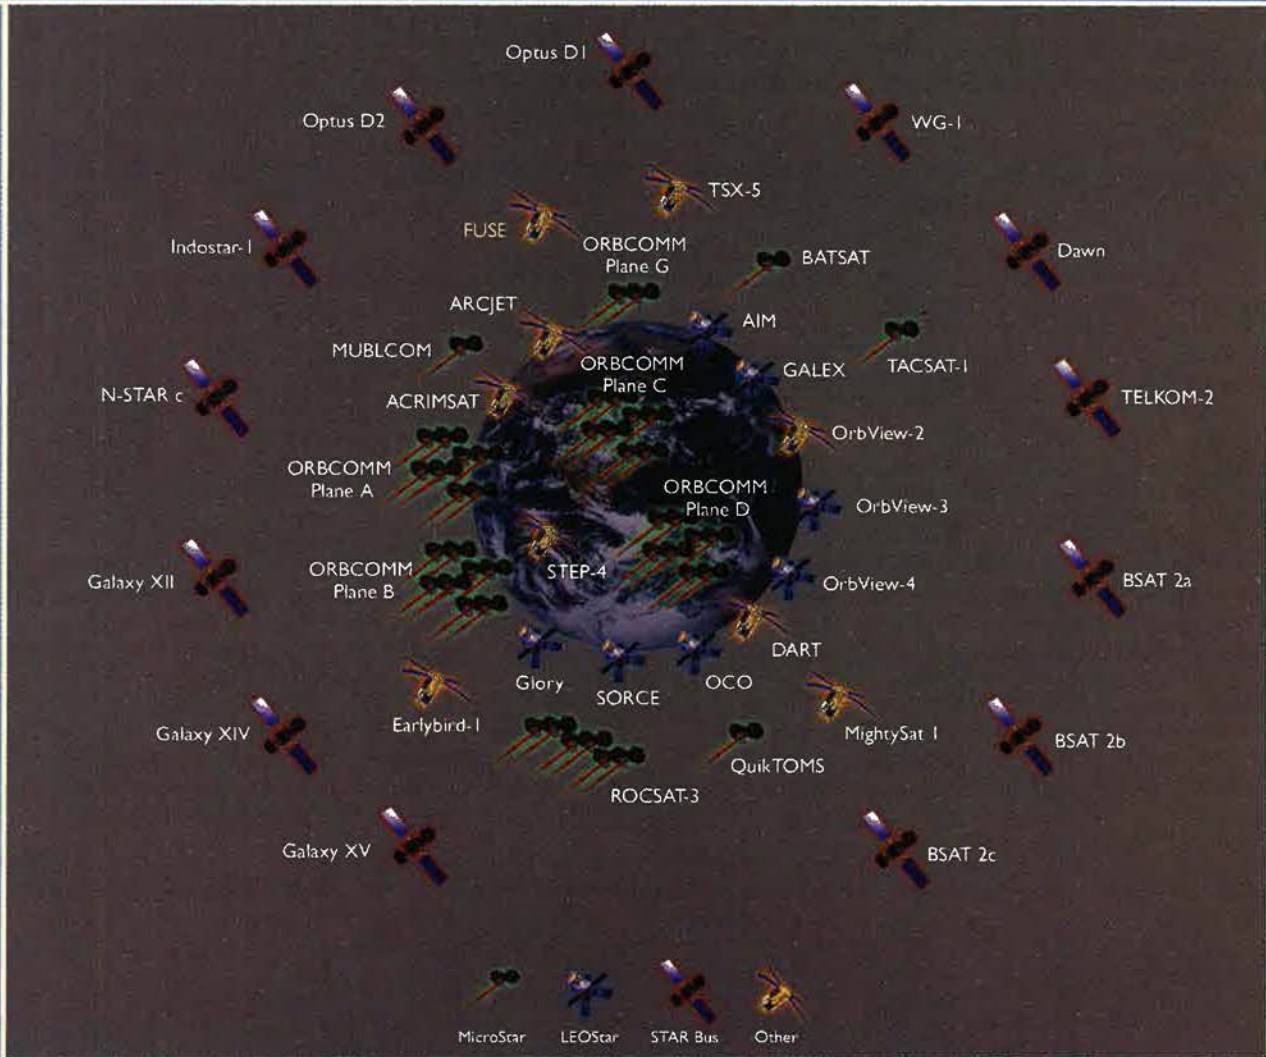 Optus D1
Optus D2
WG-1
TSX-5
FUSE
ORBCOMM
Plane G
Indostar-1
BATSAT
Dawn
ARCJET
AIM
MUBLCOM
ORBCOMM
Plane C
GALEX
TACSAT-1
N-STAR c
ACRIMSAT
TELKOM-2
OrbView-2
ORBCOMM
Plane A
ORBCOMM
Plane D
OrbView-3
Galaxy XII
ORBCOMM
Plane B
STEP-4
OrbView-4
BSAT 2a
DART
Glory
SORCE
OCO
Earlybird-1
Galaxy XIV
MightySat 1
BSAT 2b
QuikTOMS
ROCSAT-3
Galaxy XV
BSAT 2c
MicroStar
LEOStar
STAR Bus
Other